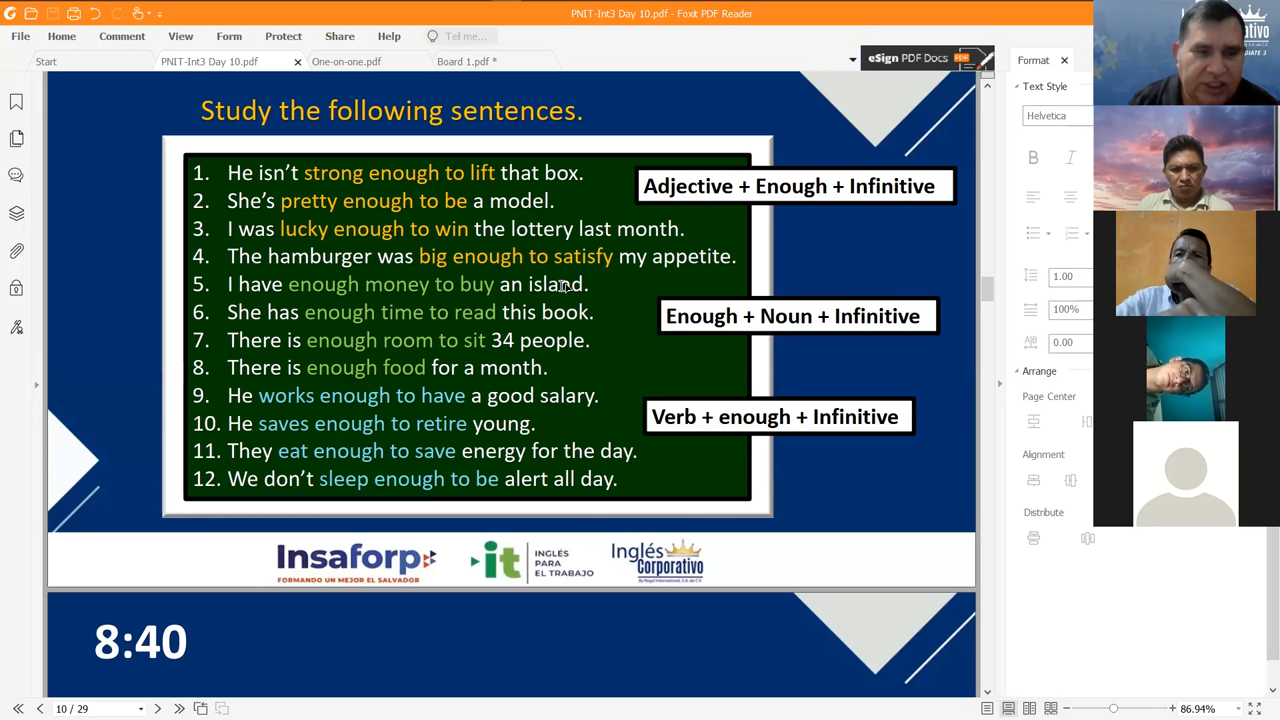 PNIT-Int3 Day 10.pdf - Foxit PDF Reader
File Home Comment View Form Protect Share Help Tell me...
Start PNIT-Int3 Day 10.pdf One-on-one.pdf Board 1.pdf * eSign PDF Docs
Study the following sentences.
1. He isn't strong enough to lift that box.
2. She's pretty enough to be a model.
3. I was lucky enough to win the lottery last month.
4. The hamburger was big enough to satisfy my appetite.
5. I have enough money to buy an island.
6. She has enough time to read this book.
7. There is enough room to sit 34 people.
8. There is enough food for a month.
9. He works enough to have a good salary.
10. He saves enough to retire young.
11. They eat enough to save energy for the day.
12. We don't sleep enough to be alert all day.
Adjective + Enough + Infinitive
Enough + Noun + Infinitive
Verb + enough + Infinitive
Insaforp
FORMANDO UN MEJOR EL SALVADOR
it
INGLÉS
PARA
EL TRABAJO
Inglés
Corporativo
By Regal International, S.A. de C.V.
8:40
10 / 29
86.94%
Format
Text Style
Helvetica
B I
1.00
100%
0.00
Arrange
Page Center
Alignment
Distribute